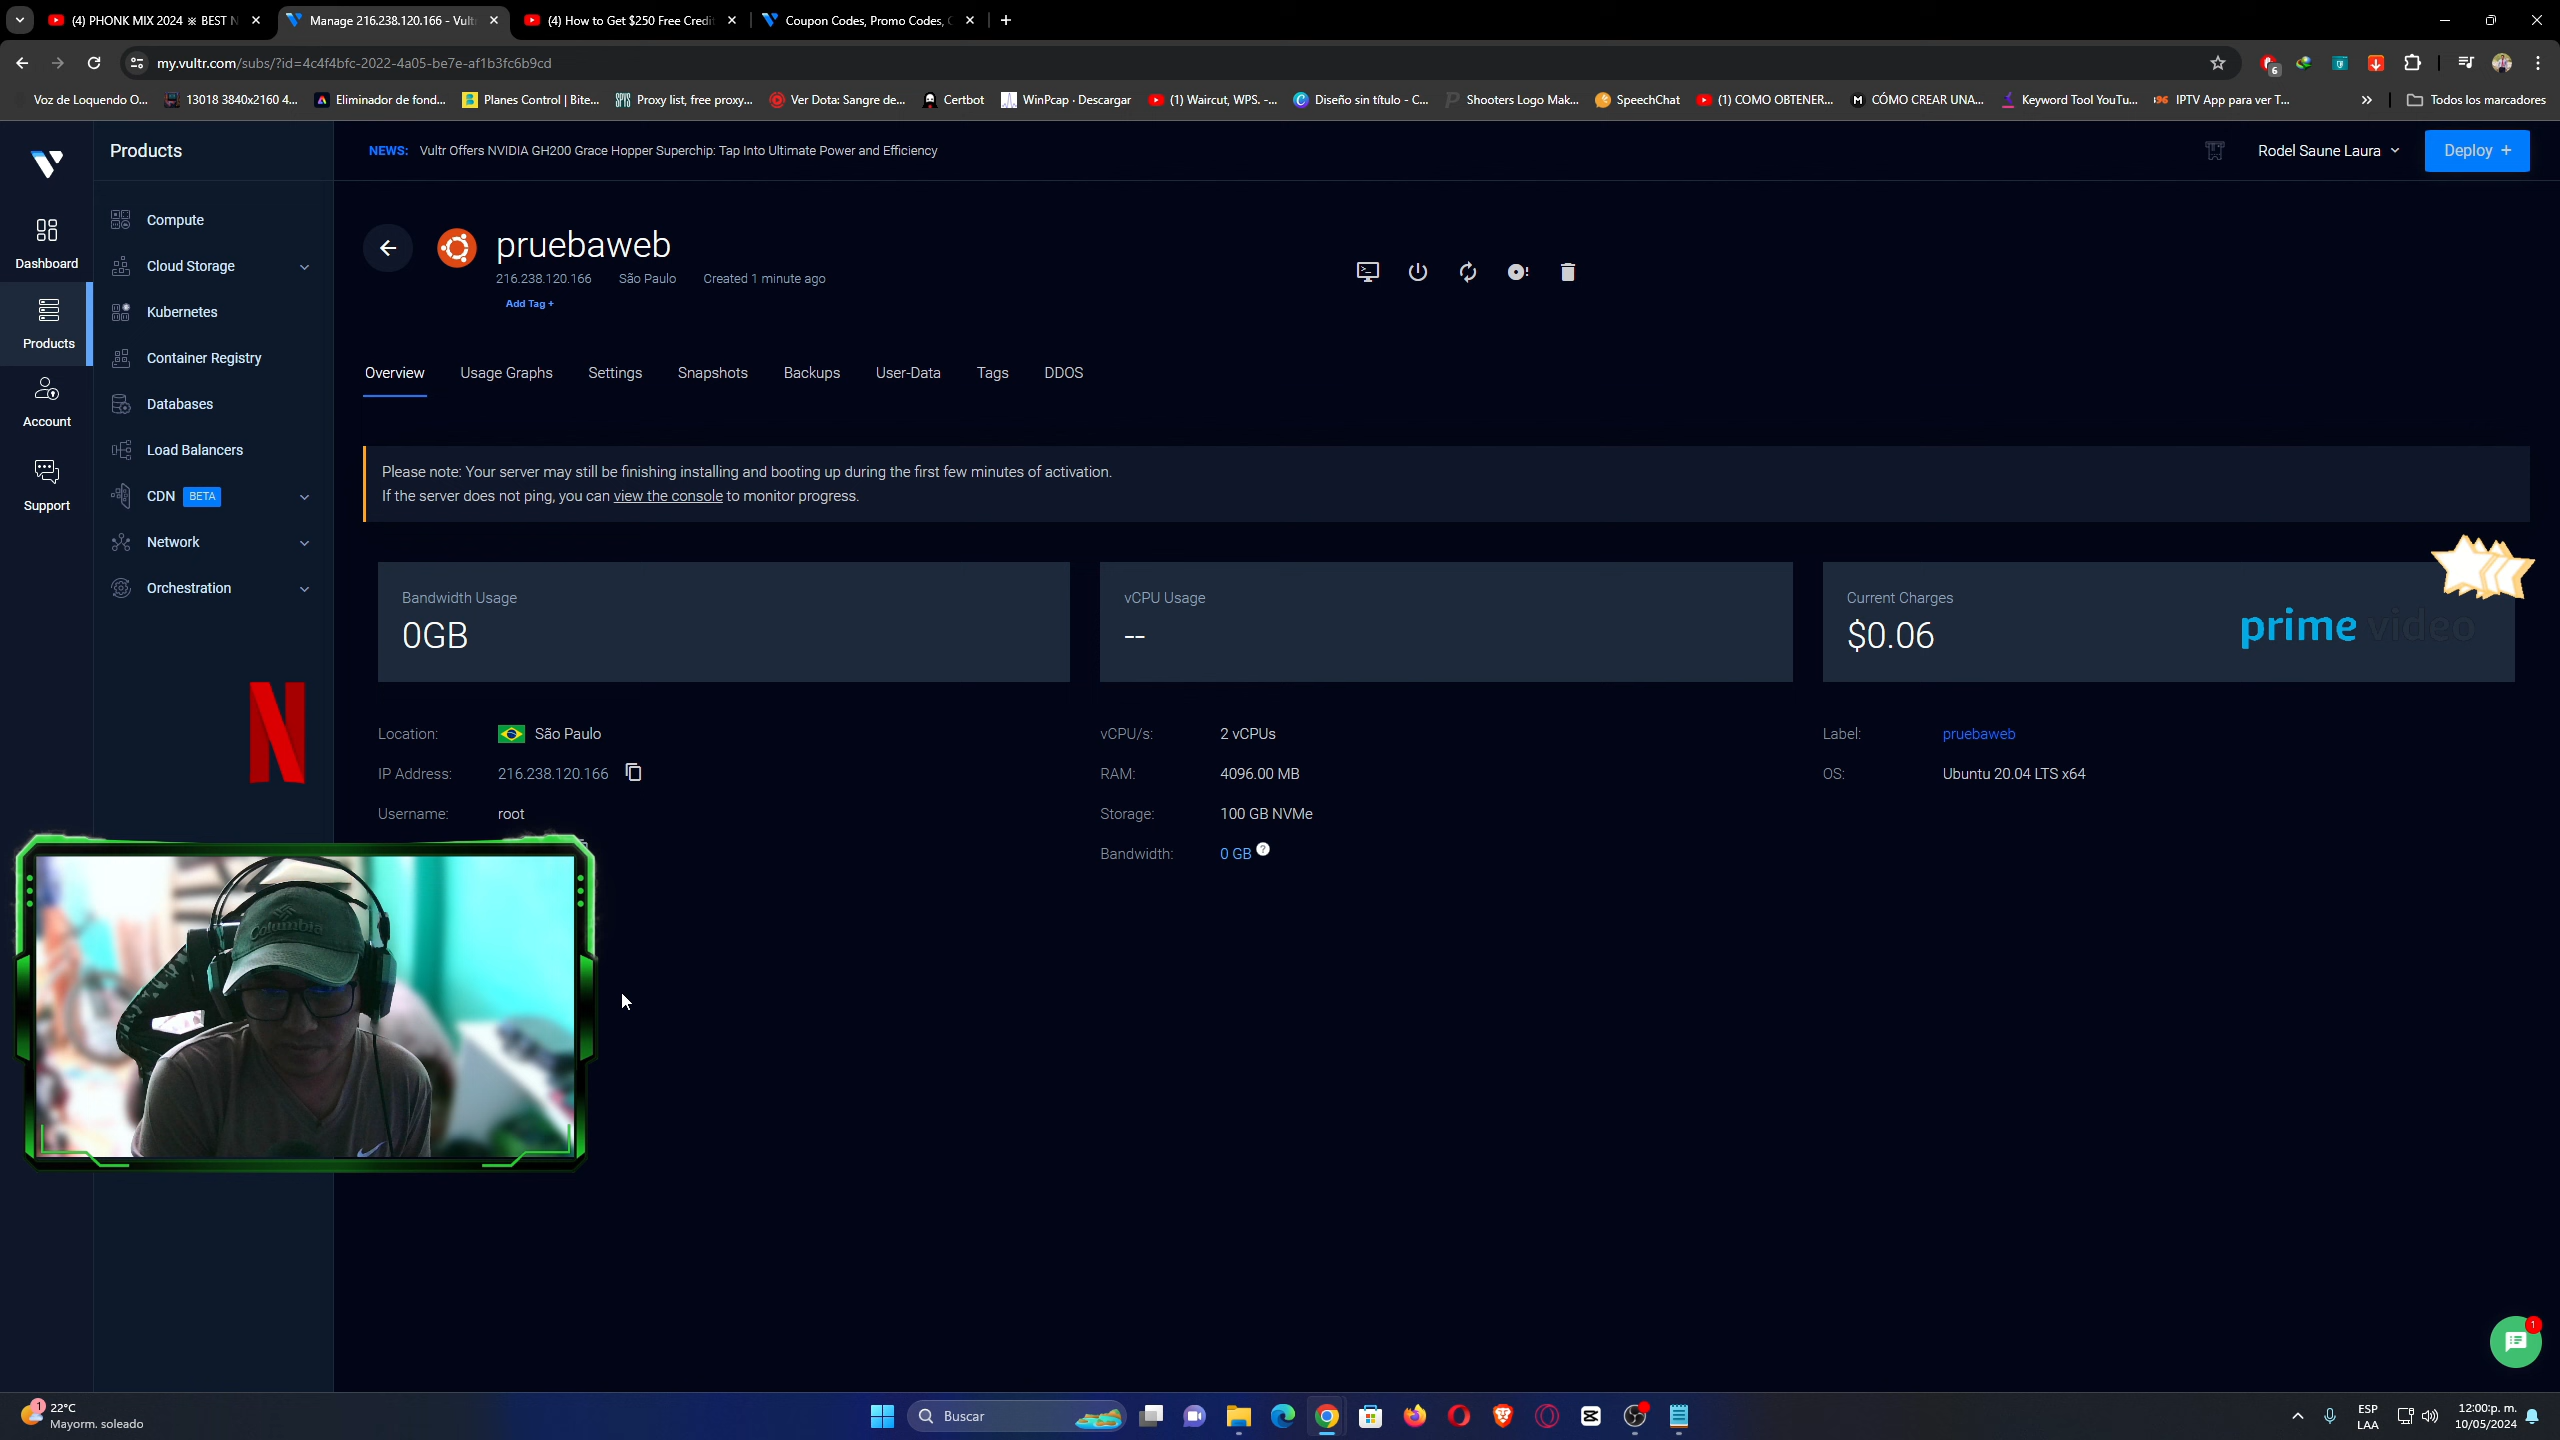 (4) PHONK MIX 2024 ※ BEST N
Manage 216.238.120.166 - Vult
(4) How to Get $250 Free Credit
Coupon Codes, Promo Codes, C
my.vultr.com/subs/?id=4c4f4bfc-2022-4a05-be7e-af1b3fc6b9cd
6
Voz de Loquendo O...
13018 3840x2160 4...
Eliminador de fond...
Planes Control | Bite...
Proxy list, free proxy...
Ver Dota: Sangre de...
Certbot
WinPcap · Descargar
(1) Waircut, WPS. -...
Diseño sin título - C...
Shooters Logo Mak...
SpeechChat
(1) COMO OBTENER...
CÓMO CREAR UNA...
Keyword Tool YouTu...
IPTV App para ver T...
»
Todos los marcadores
Products
NEWS: Vultr Offers NVIDIA GH200 Grace Hopper Superchip: Tap Into Ultimate Power and Efficiency
Rodel Saune Laura
Deploy +
Dashboard
Products
Account
Support
Compute
Cloud Storage
Kubernetes
Container Registry
Databases
Load Balancers
CDN BETA
Network
Orchestration
pruebaweb
216.238.120.166 São Paulo Created 1 minute ago
Add Tag +
Overview Usage Graphs Settings Snapshots Backups User-Data Tags DDOS
Please note: Your server may still be finishing installing and booting up during the first few minutes of activation.
If the server does not ping, you can view the console to monitor progress.
Bandwidth Usage
0GB
vCPU Usage
--
Current Charges
$0.06
prime video
N
Location: São Paulo
IP Address: 216.238.120.166
Username: root
vCPU/s: 2 vCPUs
RAM: 4096.00 MB
Storage: 100 GB NVMe
Bandwidth: 0 GB ?
Label: pruebaweb
OS: Ubuntu 20.04 LTS x64
Columbia
1
1
22°C
Mayorm. soleado
Buscar
ESP
LAA
12:00 p. m.
10/05/2024